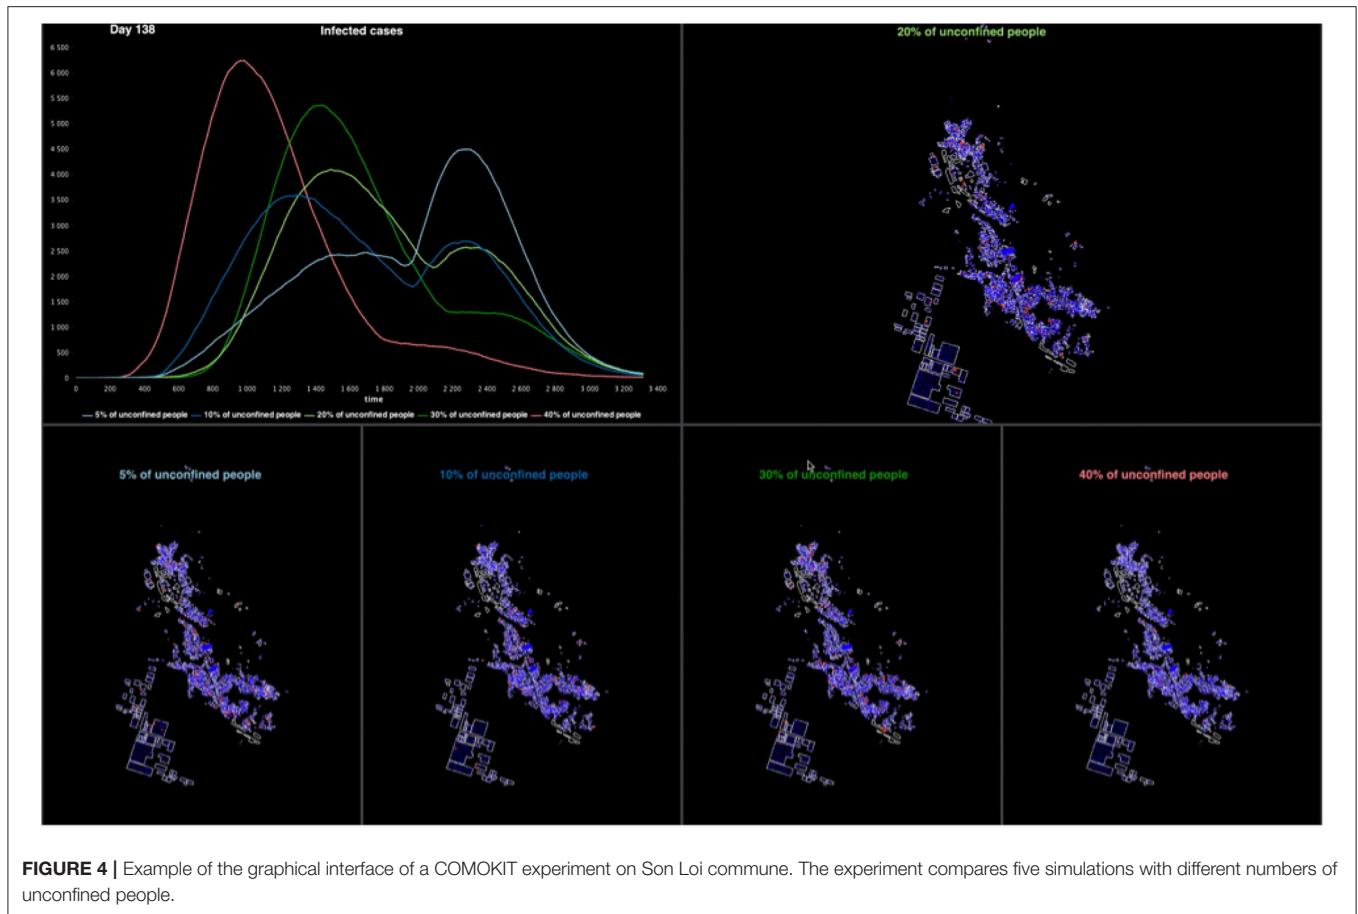 Day 138
Infected cases
6 500
6 000
5 500
5 000
4 500
4 000
3 500
3 000
2 500
2 000
1 500
1 000
500
0
0 200 400 600 800 1 000 1 200 1 400 1 600 1 800 2 000 2 200 2 400 2 600 2 800 3 000 3 200 3 400
time
5% of unconfined people 10% of unconfined people 20% of unconfined people 30% of unconfined people 40% of unconfined people
20% of unconfined people
5% of unconfined people
10% of unconfined people
30% of unconfined people
40% of unconfined people
FIGURE 4 | Example of the graphical interface of a COMOKIT experiment on Son Loi commune. The experiment compares five simulations with different numbers of
unconfined people.